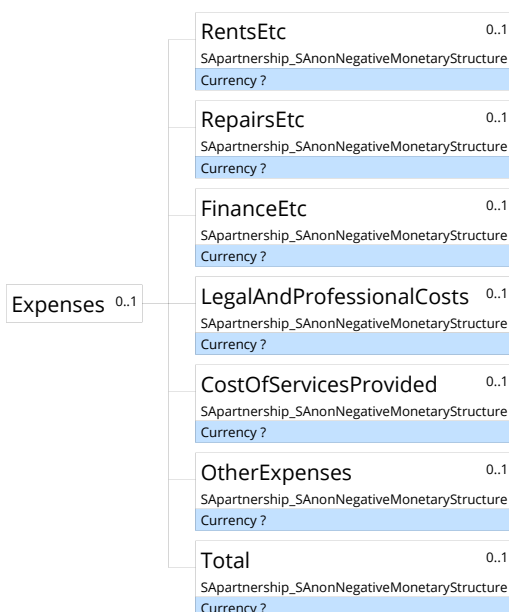 RentsEtc 0..1
SApartnership_SAnonNegativeMonetaryStructure
Currency ?
RepairsEtc 0..1
SApartnership_SAnonNegativeMonetaryStructure
Currency ?
FinanceEtc 0..1
SApartnership_SAnonNegativeMonetaryStructure
Currency ?
Expenses 0..1
LegalAndProfessionalCosts 0..1
SApartnership_SAnonNegativeMonetaryStructure
Currency ?
CostOfServicesProvided 0..1
SApartnership_SAnonNegativeMonetaryStructure
Currency ?
OtherExpenses 0..1
SApartnership_SAnonNegativeMonetaryStructure
Currency ?
Total 0..1
SApartnership_SAnonNegativeMonetaryStructure
Currency ?